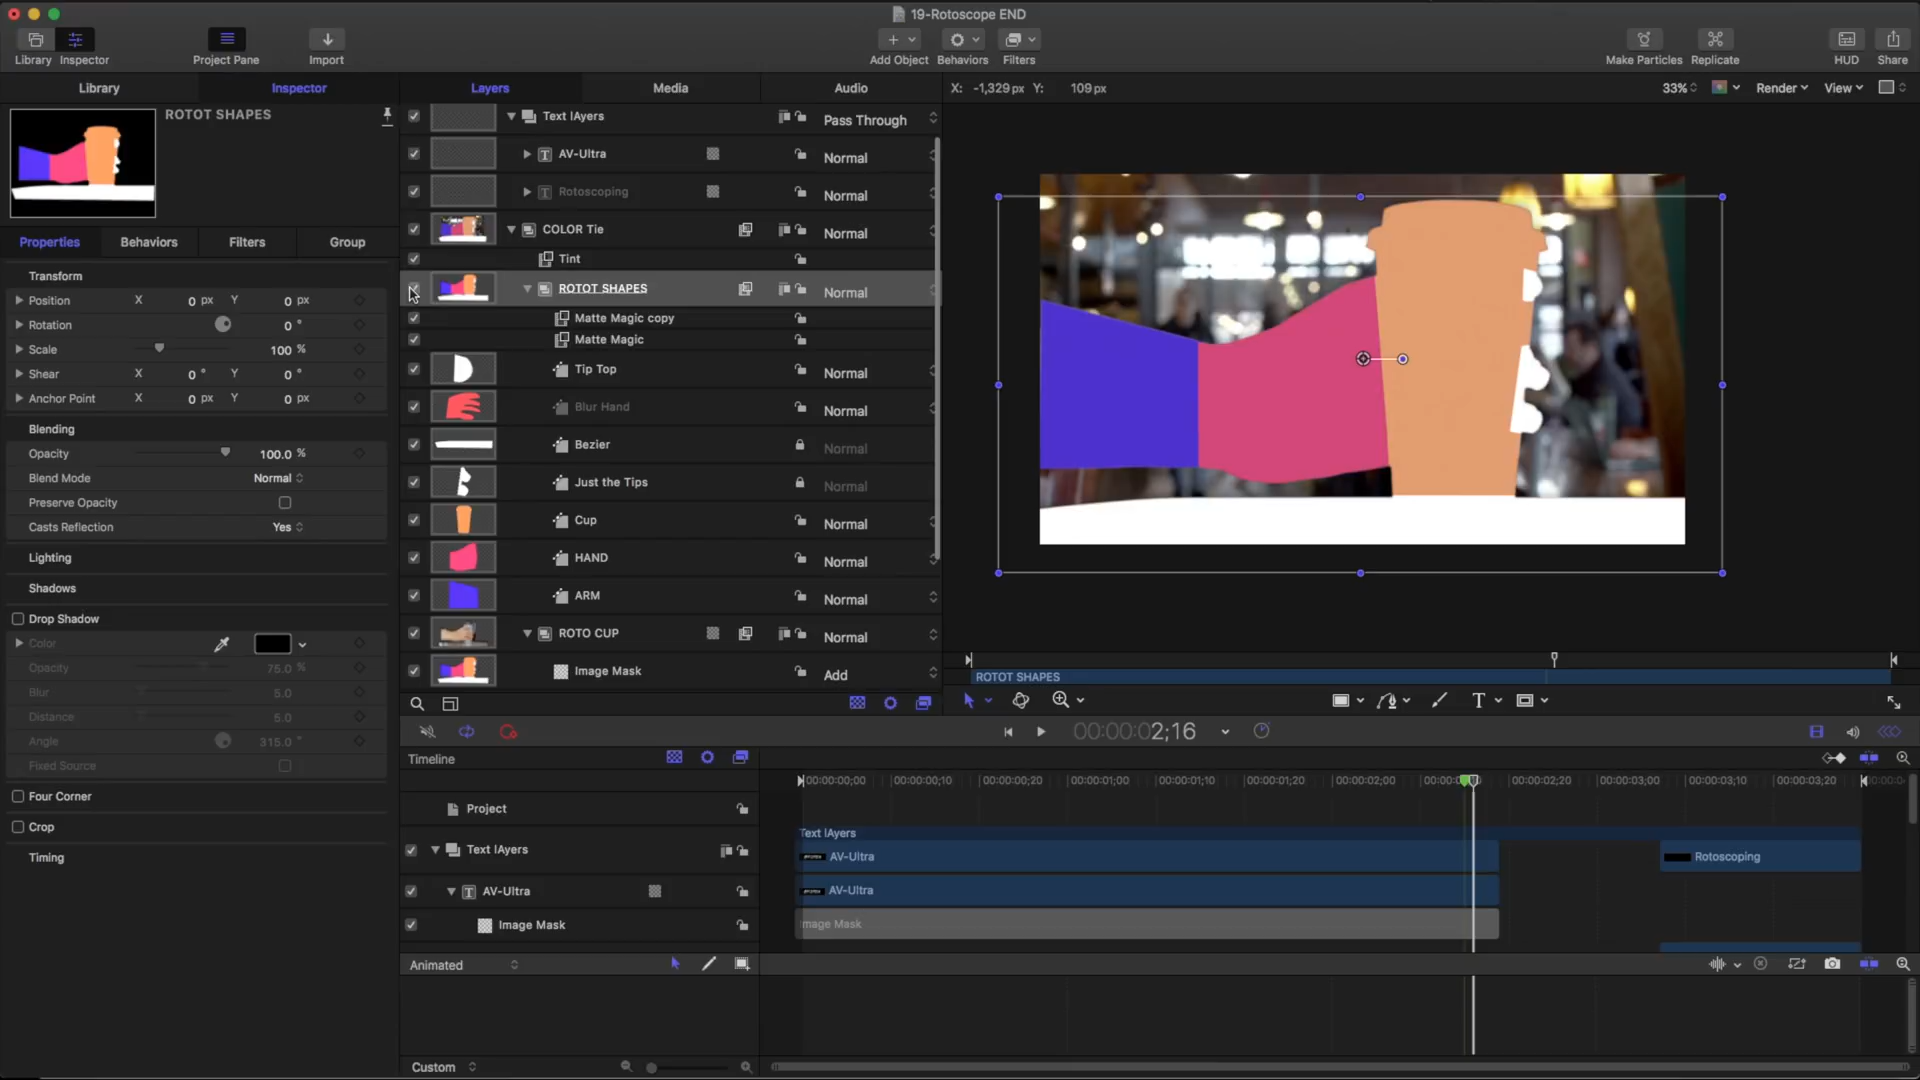 19-Rotoscope END
Library Inspector Project Pane Import Add Object Behaviors Filters Make Particles Replicate HUD Share
Library Inspector Layers Media Audio X: -1,329 px Y: 109 px 33% Render View
ROTOT SHAPES
Properties Behaviors Filters Group
Transform
Position X 0 px Y 0 px
Rotation 0 °
Scale 100 %
Shear X 0 ° Y 0 °
Anchor Point X 0 px Y 0 px
Blending
Opacity 100.0 %
Blend Mode Normal
Preserve Opacity
Casts Reflection Yes
Lighting
Shadows
Drop Shadow
Color
Opacity 75.0 %
Blur 5.0
Distance 5.0
Angle 315.0 °
Fixed Source
Four Corner
Crop
Timing
Text lAyers Pass Through
AV-Ultra Normal
Rotoscoping Normal
COLOR Tie Normal
Tint
ROTOT SHAPES Normal
Matte Magic copy
Matte Magic
Tip Top Normal
Blur Hand Normal
Bezier Normal
Just the Tips Normal
Cup Normal
HAND Normal
ARM Normal
ROTO CUP Normal
Image Mask Add
ROTOT SHAPES
T
00:00:02;16
Timeline
00:00:00;00 00:00:00;10 00:00:00;20 00:00:01;00 00:00:01;10 00:00:01;20 00:00:02;00 00:00:02;20 00:00:03;00 00:00:03;10 00:00:03;20
Project
Text lAyers
Text lAyers
AV-Ultra Rotoscoping
AV-Ultra
AV-Ultra
Image Mask
Image Mask
Animated
Custom